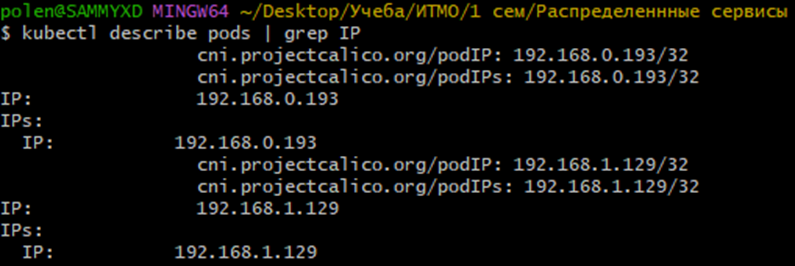 polen@SAMMYXD MINGW64 ~/Desktop/Учеба/ИТМО/1 сем/Распределеннные сервисы
$ kubectl describe pods | grep IP
cni.projectcalico.org/podIP: 192.168.0.193/32
cni.projectcalico.org/podIPs: 192.168.0.193/32
IP: 192.168.0.193
IPs:
IP: 192.168.0.193
cni.projectcalico.org/podIP: 192.168.1.129/32
cni.projectcalico.org/podIPs: 192.168.1.129/32
IP: 192.168.1.129
IPs:
IP: 192.168.1.129